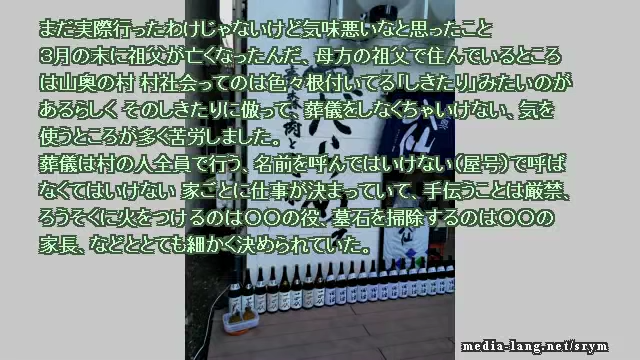 まだ実際行ったわけじゃないけど気味悪いなと思ったこと
3月の末に祖父が亡くなったんだ、母方の祖父で住んでいるところ
は山奥の村 村社会ってのは色々根付いてる「しきたり」みたいのが
あるらしく そのしきたりに倣って、葬儀をしなくちゃいけない、気を
使うところが多く苦労しました。
葬儀は村の人全員で行う、名前を呼んではいけない(屋号)で呼ば
なくてはいけない 家ごとに仕事が決まっていて、手伝うことは厳禁、
ろうそくに火をつけるのは〇〇の役、墓石を掃除するのは〇〇の
家長、などととても細かく決められていた。
media-lang.net/srym